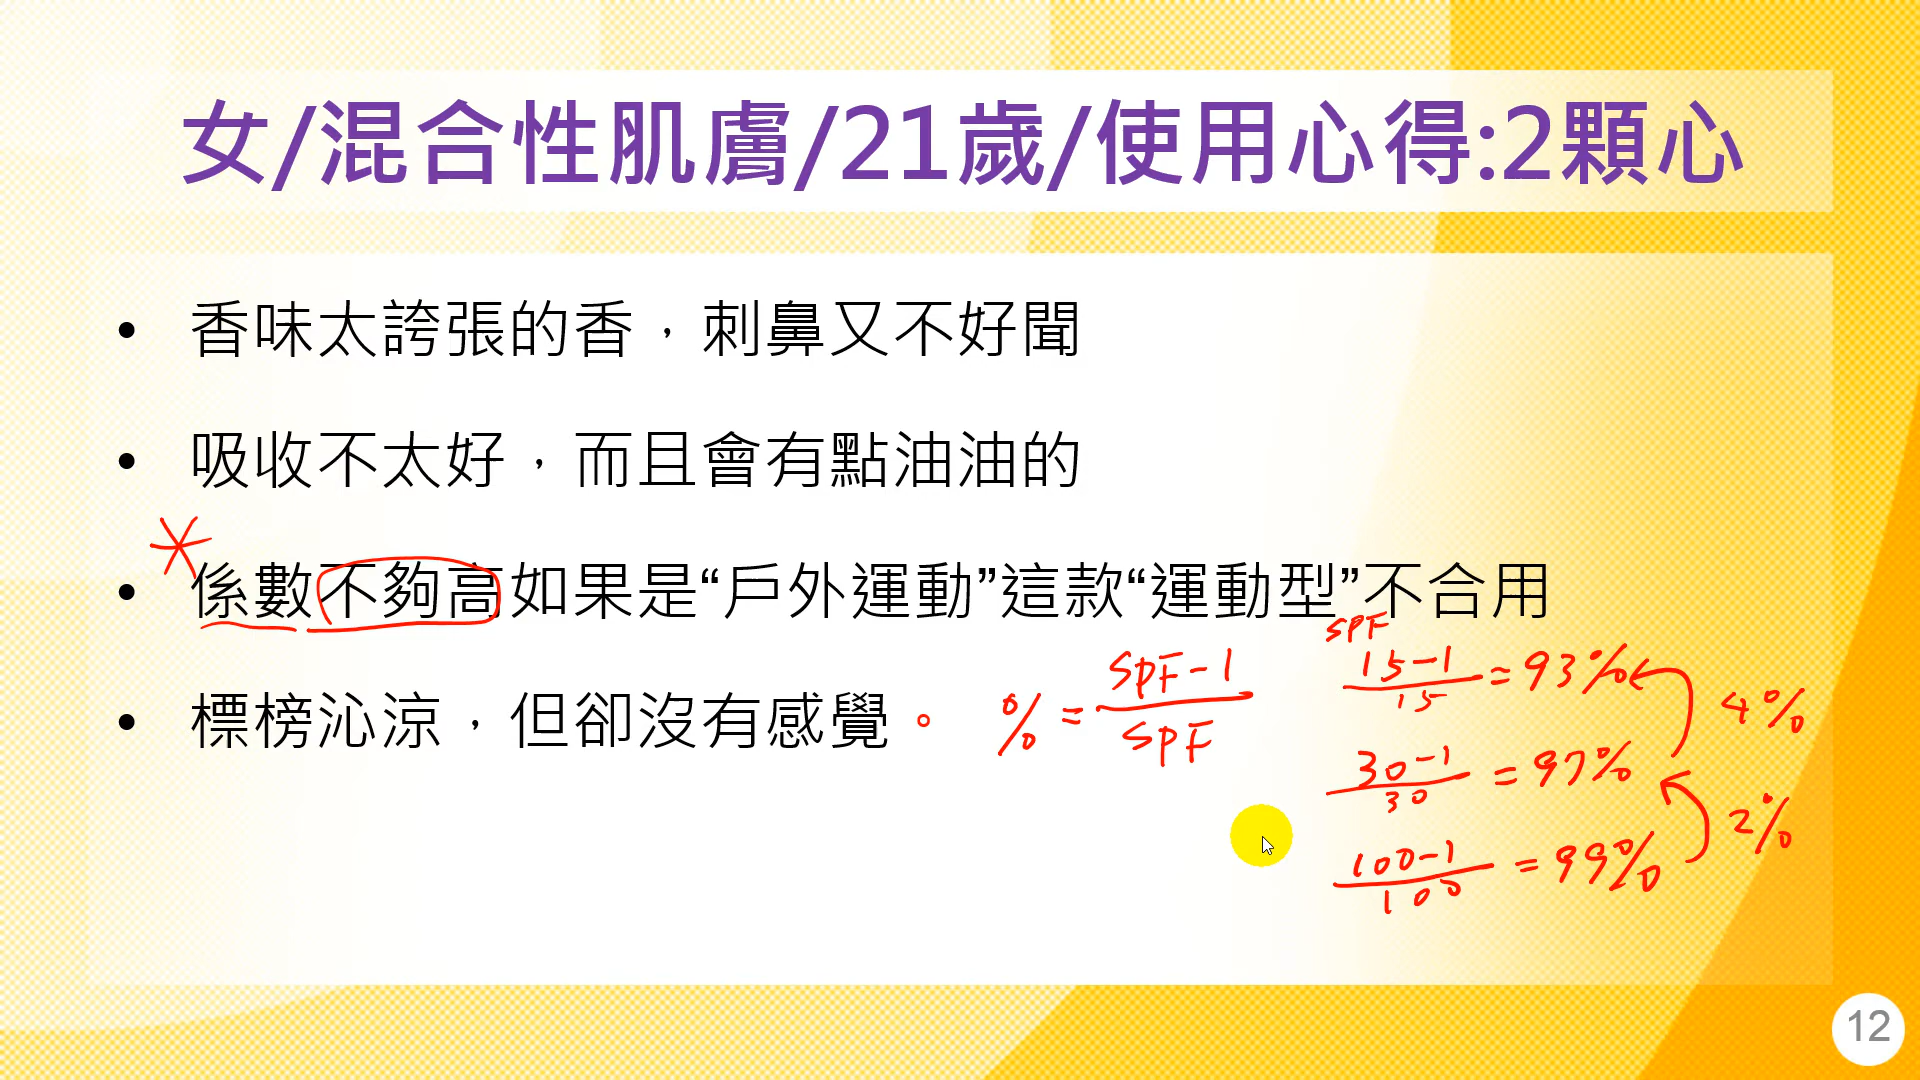 女/混合性肌膚/21歲/使用心得:2顆心
• 香味太誇張的香，刺鼻又不好聞
• 吸收不太好，而且會有點油油的
• 係數不夠高如果是“戶外運動”這款“運動型”不合用
• 標榜沁涼，但卻沒有感覺。
% = SPF-1 / SPF
SPF
15-1 / 15 = 93%
4%
30-1 / 30 = 97%
2%
100-1 / 100 = 99%
12